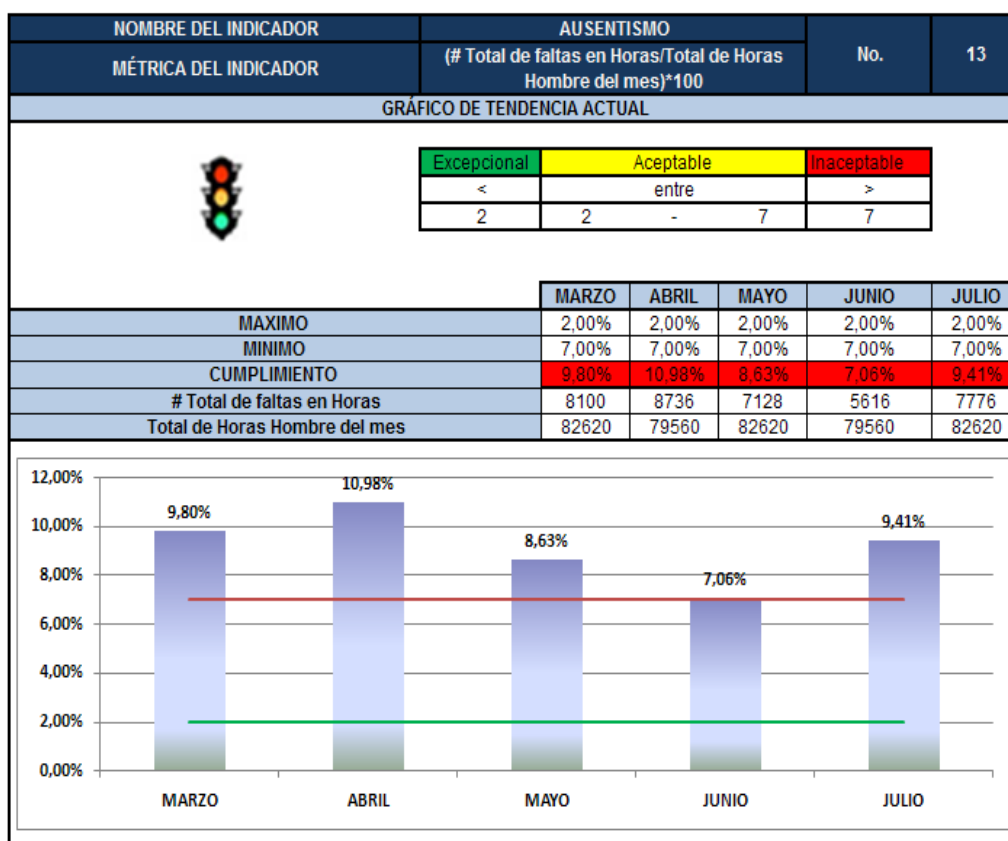 NOMBRE DEL INDICADOR AUSENTISMO No. 13
MÉTRICA DEL INDICADOR (# Total de faltas en Horas/Total de Horas
Hombre del mes)*100
GRÁFICO DE TENDENCIA ACTUAL
Excepcional Aceptable Inaceptable
< entre >
2 2 - 7 7
MARZO ABRIL MAYO JUNIO JULIO
MAXIMO 2,00% 2,00% 2,00% 2,00% 2,00%
MINIMO 7,00% 7,00% 7,00% 7,00% 7,00%
CUMPLIMIENTO 9,80% 10,98% 8,63% 7,06% 9,41%
# Total de faltas en Horas 8100 8736 7128 5616 7776
Total de Horas Hombre del mes 82620 79560 82620 79560 82620
12,00%
10,00%
8,00%
6,00%
4,00%
2,00%
0,00%
9,80%
10,98%
8,63%
7,06%
9,41%
MARZO ABRIL MAYO JUNIO JULIO